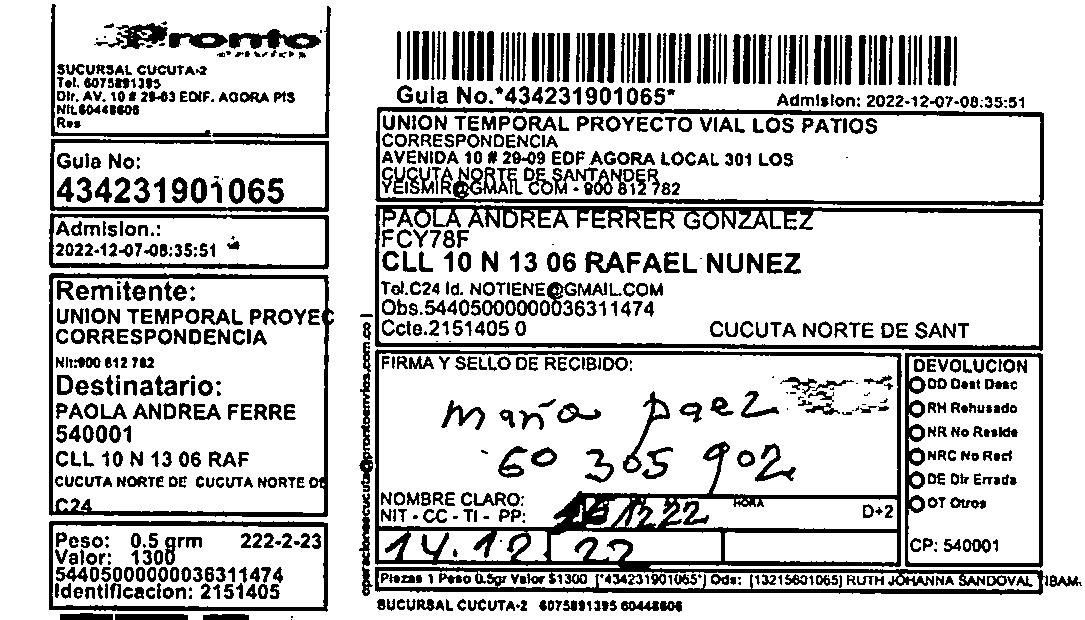 Pronto
envios
SUCURSAL CUCUTA-2
Tel. 6075891395
Dir. AV. 10 # 29-03 EDIF. AGORA PIS
Nit.60448606
Res
Guia No:
434231901065
Admision.:
2022-12-07-08:35:51
Remitente:
UNION TEMPORAL PROYEC
CORRESPONDENCIA
Nit:900 812 782
Destinatario:
PAOLA ANDREA FERRE
540001
CLL 10 N 13 06 RAF
CUCUTA NORTE DE CUCUTA NORTE DE
C24
Peso: 0.5 grm 222-2-23
Valor: 1300
54405000000036311474
Identificacion: 2151405
Guia No.*434231901065*
Admision: 2022-12-07-08:35:51
UNION TEMPORAL PROYECTO VIAL LOS PATIOS
CORRESPONDENCIA
AVENIDA 10 # 29-09 EDF AGORA LOCAL 301 LOS
CUCUTA NORTE DE SANTANDER
YEISMIR@GMAIL COM - 900 812 782
PAOLA ANDREA FERRER GONZALEZ
FCY78F
CLL 10 N 13 06 RAFAEL NUNEZ
Tel.C24 Id. NOTIENE@GMAIL.COM
Obs.54405000000036311474
Ccte.2151405 0 CUCUTA NORTE DE SANT
operacionescucuta@prontoenvios.com.co
FIRMA Y SELLO DE RECIBIDO:
maria paez
60 305 902
NOMBRE CLARO:
NIT - CC - TI - PP:
HORA
D+2
14.12 22
DEVOLUCION
DD Dest Desc
RH Rehusado
NR No Reside
NRC No Recl
DE Dir Errada
OT Otros
CP: 540001
Piezas 1 Peso 0.5gr Valor $1300 [*434231901065*] Ods: [13215601065] RUTH JOHANNA SANDOVAL TIBAM.
SUCURSAL CUCUTA-2 6075891395 60448606